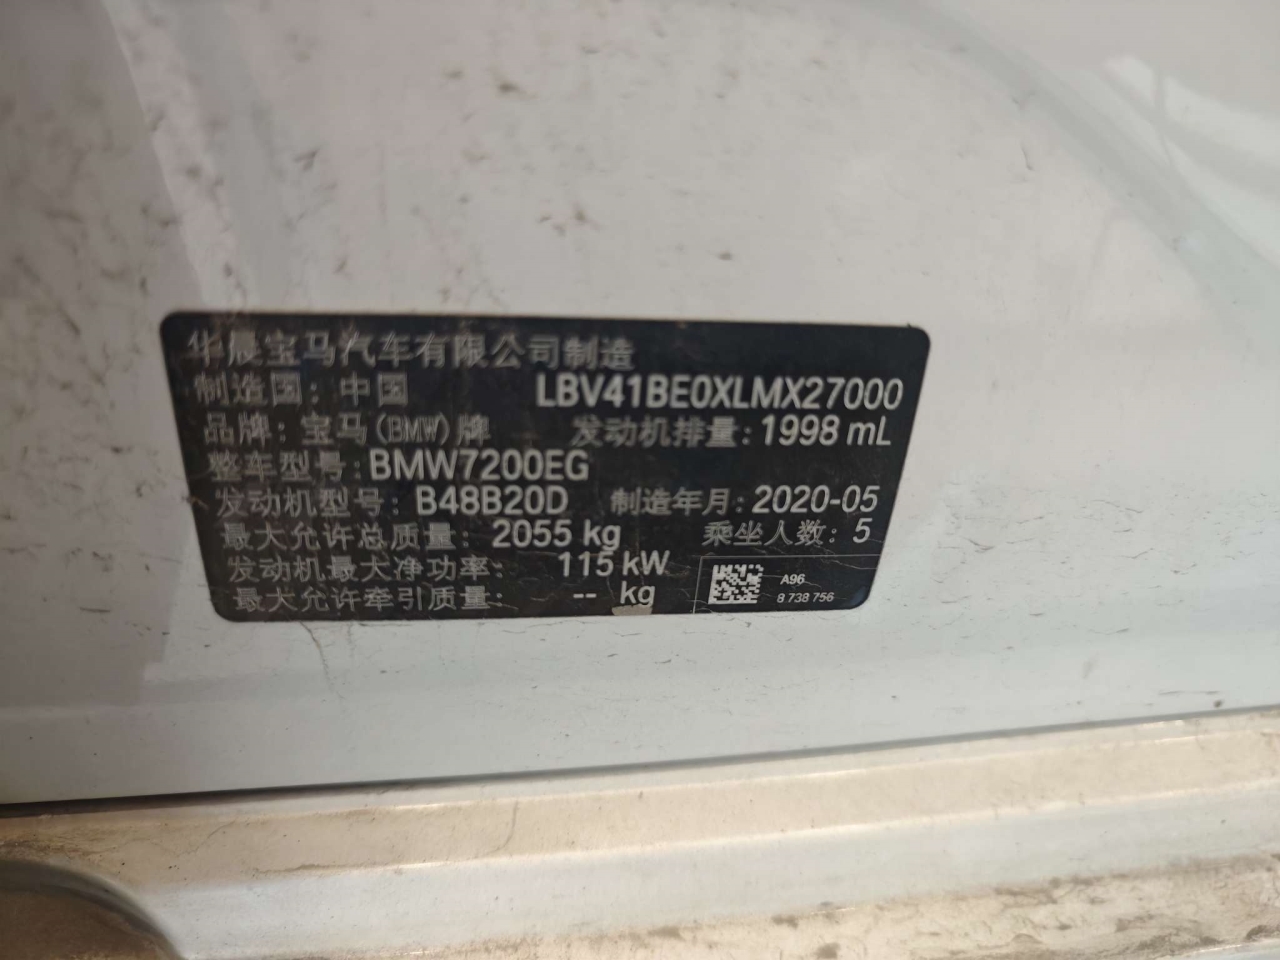 华晨宝马汽车有限公司制造
制造国：中国 LBV41BE0XLMX27000
品牌：宝马(BMW)牌 发动机排量：1998 mL
整车型号：BMW7200EG
发动机型号：B48B20D 制造年月：2020-05
最大允许总质量：2055 kg 乘坐人数：5
发动机最大净功率：115 kW
最大允许牵引质量：-- kg
A96
8 738 756